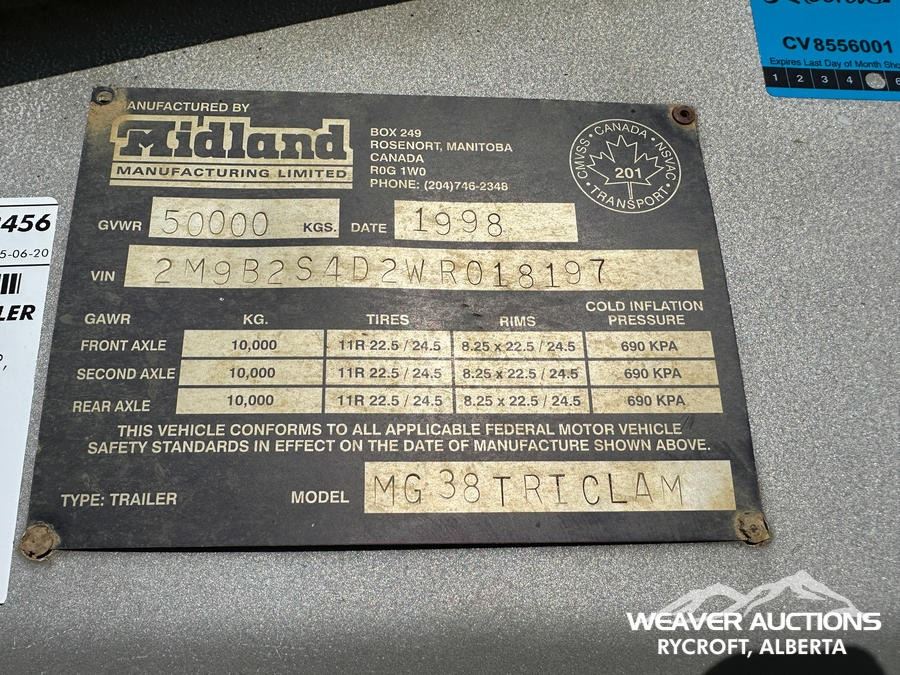 CV8556001
Expires Last Day of Month
1 2 3 4 6
MANUFACTURED BY
Midland
MANUFACTURING LIMITED
BOX 249
ROSENORT, MANITOBA
CANADA
R0G 1W0
PHONE: (204)746-2348
CMVSS • CANADA • NSVAC • TRANSPORT •
201
GVWR 50000 KGS. DATE 1998
VIN 2M9B2S4D2WR018197
GAWR KG. TIRES RIMS COLD INFLATION PRESSURE
FRONT AXLE 10,000 11R 22.5 / 24.5 8.25 x 22.5 / 24.5 690 KPA
SECOND AXLE 10,000 11R 22.5 / 24.5 8.25 x 22.5 / 24.5 690 KPA
REAR AXLE 10,000 11R 22.5 / 24.5 8.25 x 22.5 / 24.5 690 KPA
THIS VEHICLE CONFORMS TO ALL APPLICABLE FEDERAL MOTOR VEHICLE
SAFETY STANDARDS IN EFFECT ON THE DATE OF MANUFACTURE SHOWN ABOVE.
TYPE: TRAILER MODEL MG38TRICLAM
456
5-06-20
LER
WEAVER AUCTIONS
RYCROFT, ALBERTA